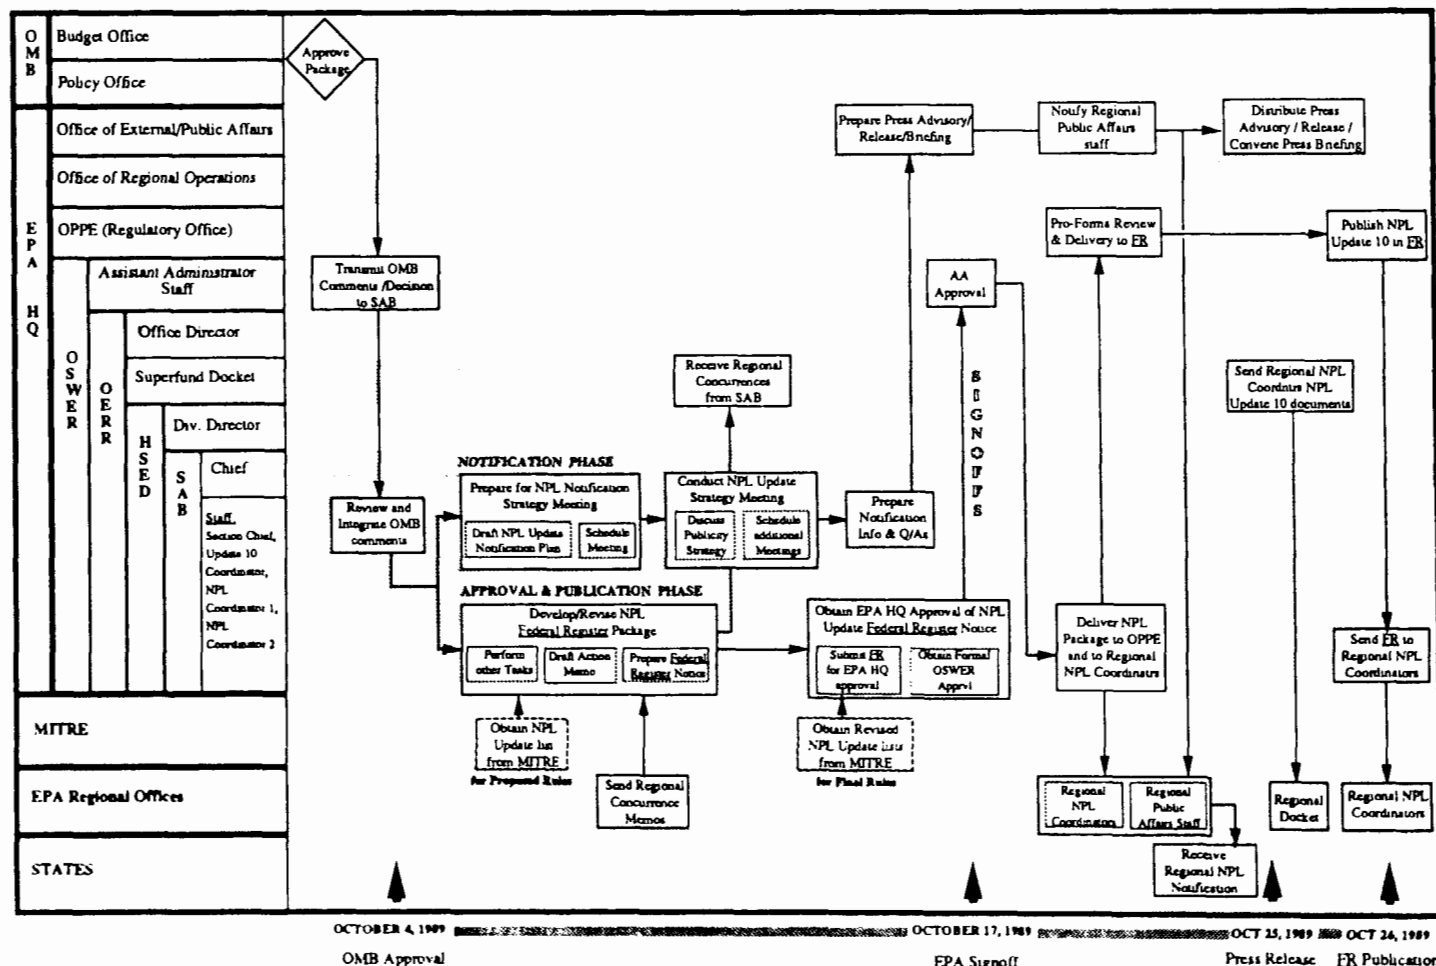 OMB
Budget Office
Policy Office
EPA HQ
Office of External/Public Affairs
Office of Regional Operations
OPPE (Regulatory Office)
OSWER
Assistant Administrator
Staff
OERR
Office Director
Superfund Docket
HSED
Div. Director
SAB
Chief
Staff:
Section Chief,
Update 10
Coordinator,
NPL
Coordinator 1,
NPL
Coordinator 2
MITRE
EPA Regional Offices
STATES
Approve
Package
Transmit OMB
Comments /Decision
to SAB
Review and
Integrate OMB
comments
NOTIFICATION PHASE
Prepare for NPL Notification
Strategy Meeting
Draft NPL Update
Notification Plan
Schedule
Meeting
Receive Regional
Concurrences
from SAB
Conduct NPL Update
Strategy Meeting
Discuss
Publicity
Strategy
Schedule
additional
Meetings
Prepare
Notification
Info & Q/As
Prepare Press Advisory/
Release/Briefing
Notify Regional
Public Affairs
staff
Distribute Press
Advisory / Release /
Convene Press Briefing
APPROVAL & PUBLICATION PHASE
Develop/Revise NPL
Federal Register Package
Perform
other Tasks
Draft Action
Memo
Prepare Federal
Register Notice
Obtain NPL
Update list
from MITRE
for Proposed Rules
Send Regional
Concurrence
Memos
Obtain EPA HQ Approval of NPL
Update Federal Register Notice
Submit FR
for EPA HQ
approval
Obtain Formal
OSWER
Apprvl
Obtain Revised
NPL Update lists
from MITRE
for Final Rules
AA
Approval
SIGNOFFS
Pro-Forma Review
& Delivery to FR
Publish NPL
Update 10 in FR
Deliver NPL
Package to OPPE
and to Regional
NPL Coordinatrs
Send Regional NPL
Coordntrs NPL
Update 10 documents
Send FR to
Regional NPL
Coordinators
Regional
NPL
Coordinators
Regional
Public
Affairs Staff
Receive
Regional NPL
Notification
Regional
Docket
Regional NPL
Coordinators
OCTOBER 4, 1989
OMB Approval
OCTOBER 17, 1989
EPA Signoff
OCT 25, 1989
Press Release
OCT 26, 1989
FR Publication